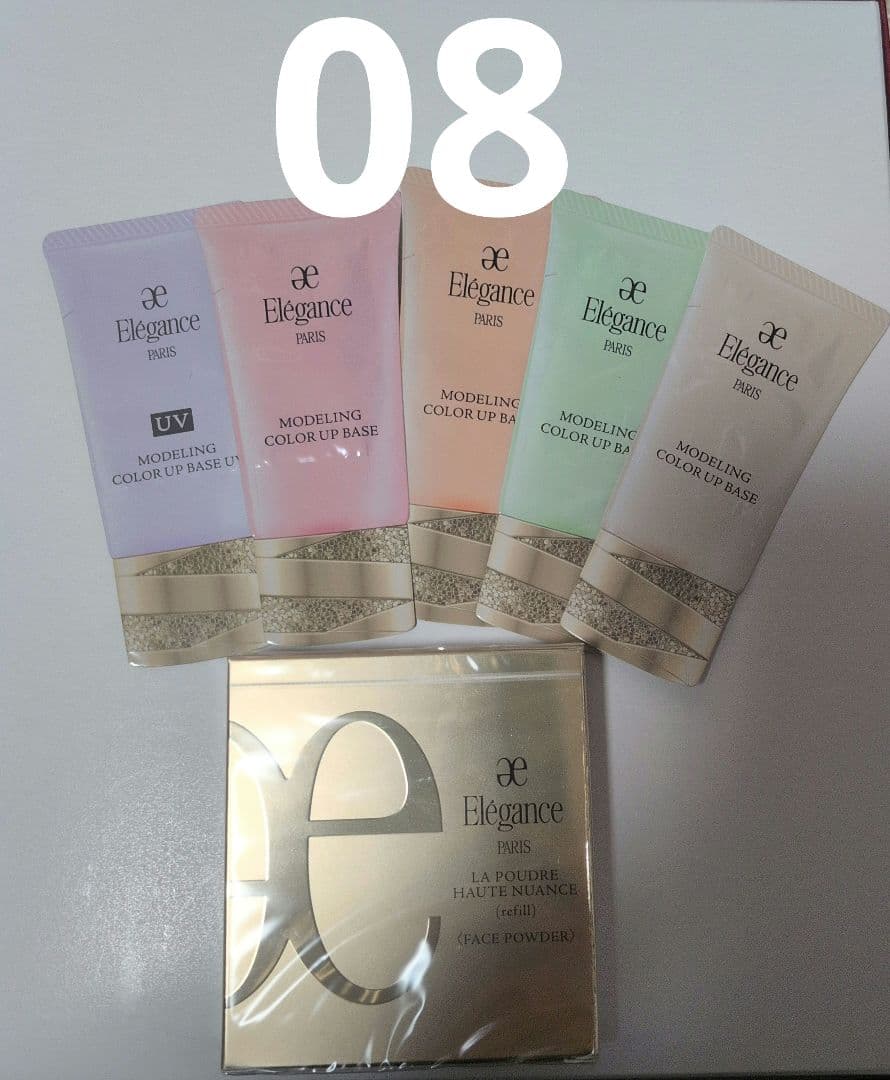 08
æ
Elégance
PARIS
UV
MODELING
COLOR UP BASE UV
æ
Elégance
PARIS
MODELING
COLOR UP BASE
æ
Elégance
PARIS
MODELING
COLOR UP BA
æ
Elégance
PARIS
MODELING
COLOR UP BA
æ
Elégance
PARIS
MODELING
COLOR UP BASE
æ
æ
Elégance
PARIS
LA POUDRE
HAUTE NUANCE
(refill)
(FACE POWDER)